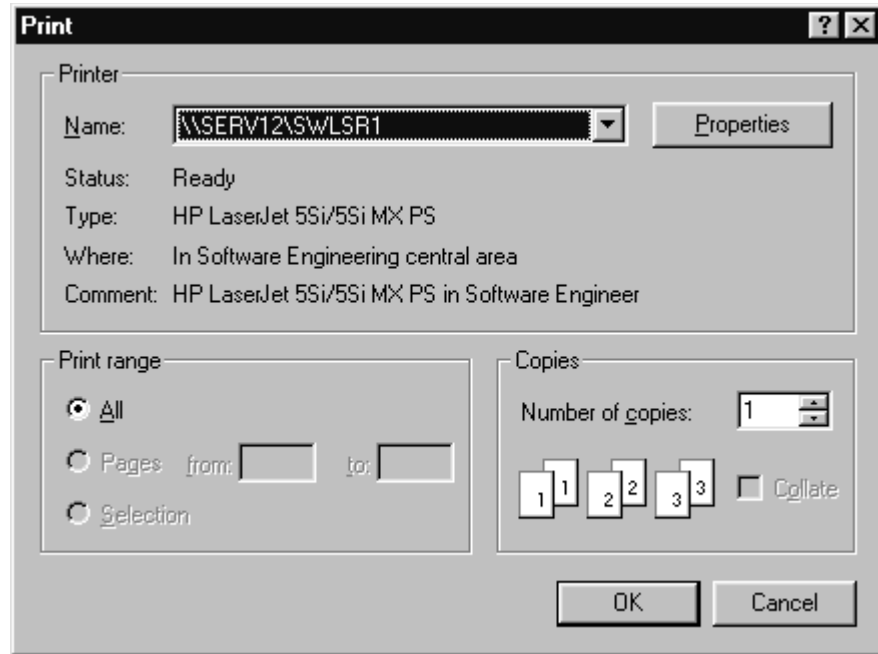 Print
Printer
Name: \\SERV12\SWLSR1 Properties
Status: Ready
Type: HP LaserJet 5Si/5Si MX PS
Where: In Software Engineering central area
Comment: HP LaserJet 5Si/5Si MX PS in Software Engineer
Print range
All
Pages from: to:
Selection
Copies
Number of copies: 1
1 1 2 2 3 3 Collate
OK Cancel